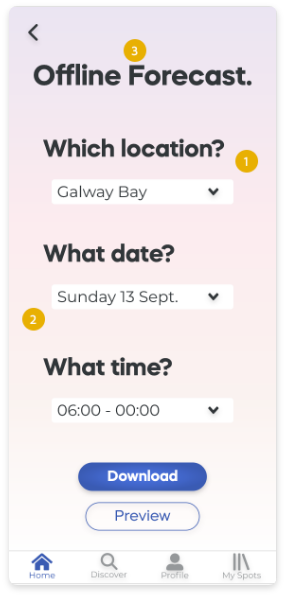 3
Offline Forecast.
Which location?
1
Galway Bay
What date?
Sunday 13 Sept.
2
What time?
06:00 - 00:00
Download
Preview
Home Discover Profile My Spots